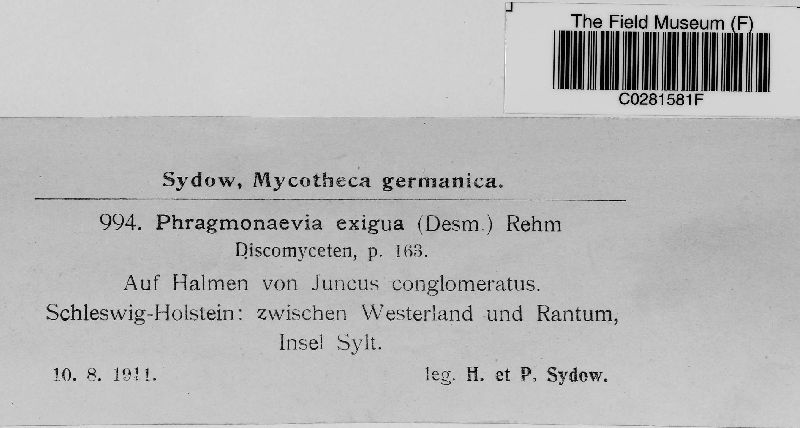 The Field Museum (F)
C0281581F
Sydow, Mycotheca germanica.
994. Phragmonaevia exigua (Desm.) Rehm
Discomyceten, p. 163.
Auf Halmen von Juncus conglomeratus.
Schleswig-Holstein: zwischen Westerland und Rantum,
Insel Sylt.
10. 8. 1911. leg. H. et P. Sydow.